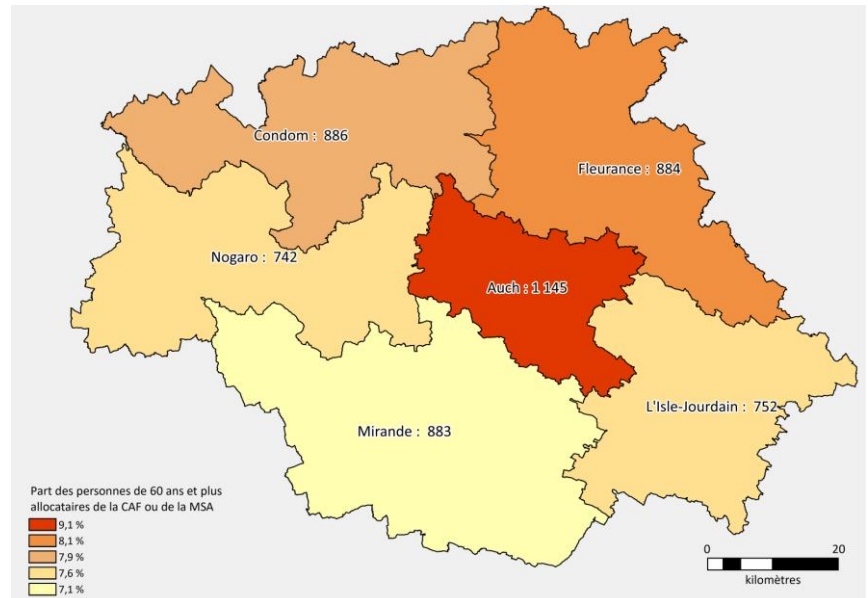 Condom : 886
Fleurance : 884
Nogaro : 742
Auch : 1 145
L'Isle-Jourdain : 752
Mirande : 883
Part des personnes de 60 ans et plus
allocataires de la CAF ou de la MSA
9,1 %
8,1 %
7,9 %
7,6 %
7,1 %
0 20
kilomètres